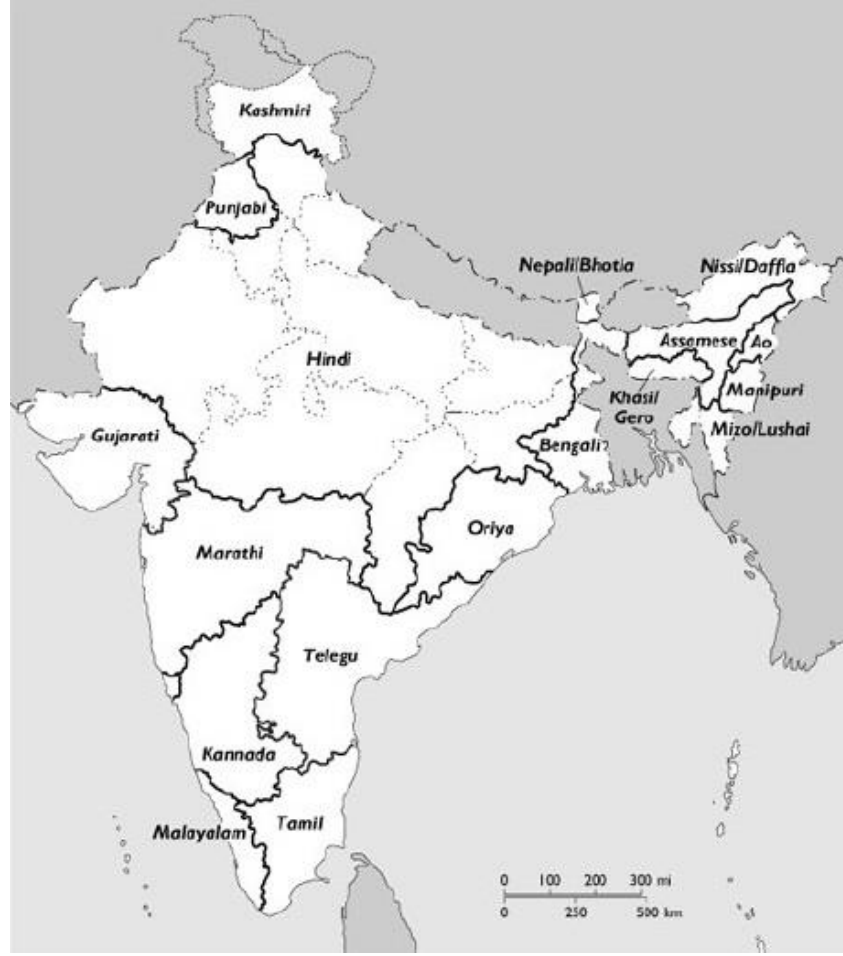 Kashmiri
Punjabi
Nepali/Bhotia
Nissi/Daffla
Assamese
Ao
Hindi
Khasi/
Gero
Manipuri
Mizo/Lushai
Gujarati
Bengali
Oriya
Marathi
Telegu
Kannada
Malayalam
Tamil
0 100 200 300 mi
0 250 500 km